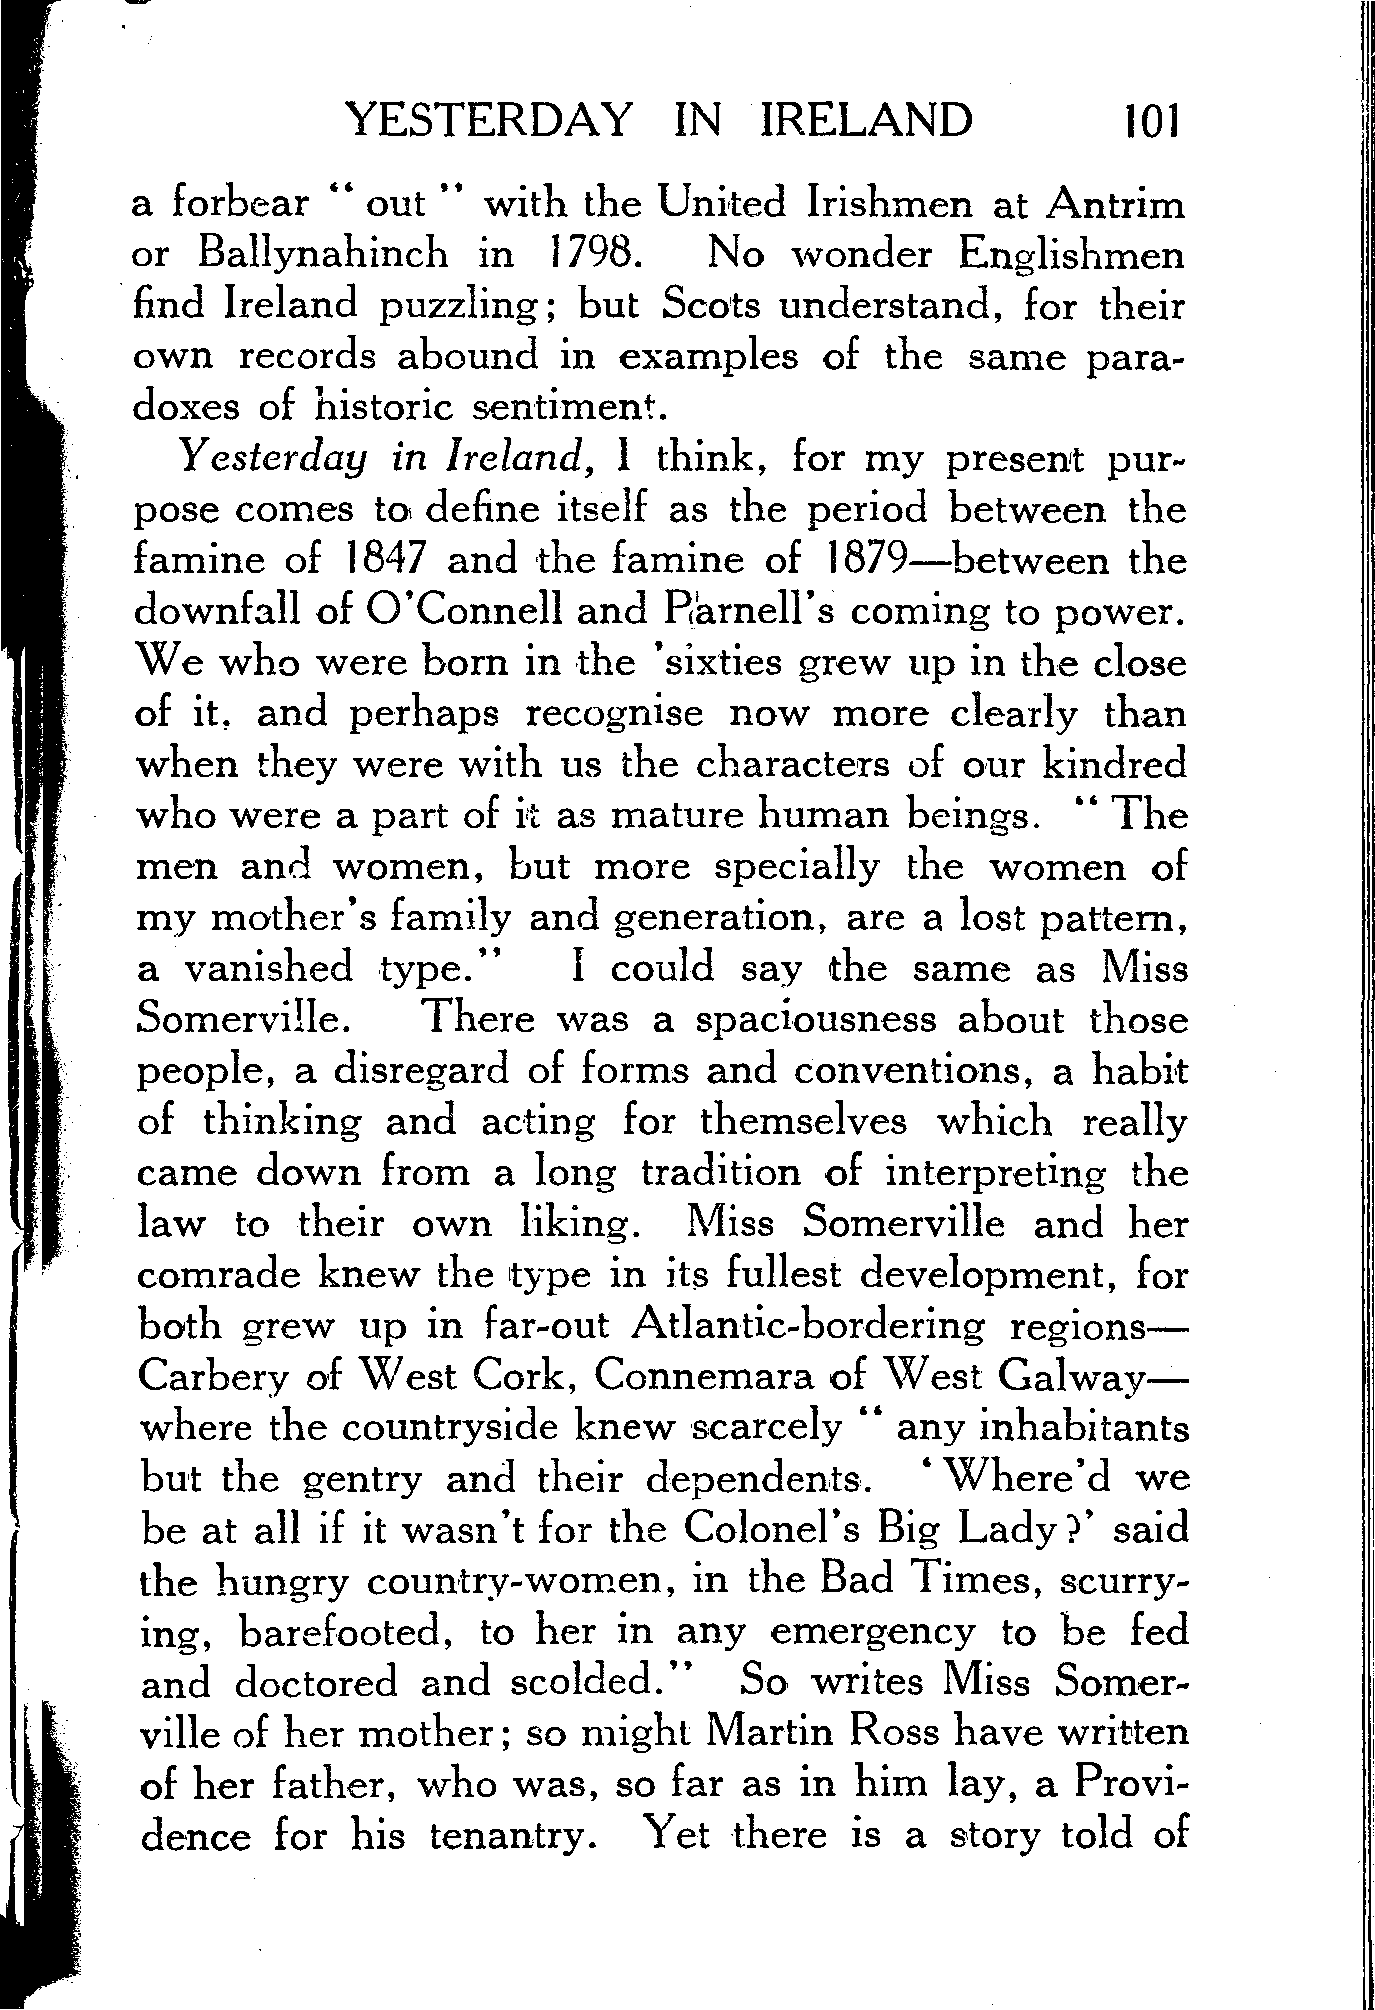 YESTERDAY IN IRELAND 101
a forbear “ out ” with the United Irishmen at Antrim
or Ballynahinch in 1798. No wonder Englishmen
find Ireland puzzling; but Scots understand, for their
own records abound in examples of the same para-
doxes of historic sentiment.
Yesterday in Ireland, I think, for my present pur-
pose comes to define itself as the period between the
famine of 1847 and the famine of 1879—between the
downfall of O’Connell and Parnell’s coming to power.
We who were born in the ’sixties grew up in the close
of it, and perhaps recognise now more clearly than
when they were with us the characters of our kindred
who were a part of it as mature human beings. “ The
men and women, but more specially the women of
my mother’s family and generation, are a lost pattern,
a vanished type.” I could say the same as Miss
Somerville. There was a spaciousness about those
people, a disregard of forms and conventions, a habit
of thinking and acting for themselves which really
came down from a long tradition of interpreting the
law to their own liking. Miss Somerville and her
comrade knew the type in its fullest development, for
both grew up in far-out Atlantic-bordering regions—
Carbery of West Cork, Connemara of West Galway—
where the countryside knew scarcely “ any inhabitants
but the gentry and their dependents. ‘ Where’d we
be at all if it wasn’t for the Colonel’s Big Lady?’ said
the hungry country-women, in the Bad Times, scurry-
ing, barefooted, to her in any emergency to be fed
and doctored and scolded.” So writes Miss Somer-
ville of her mother; so might Martin Ross have written
of her father, who was, so far as in him lay, a Provi-
dence for his tenantry. Yet there is a story told of